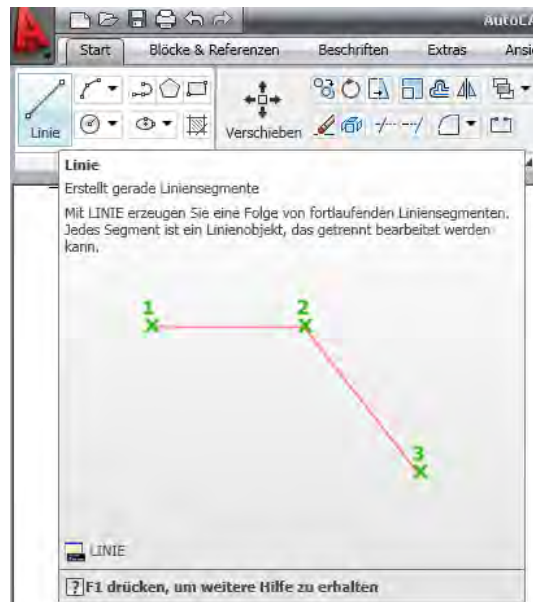 AutoCA
Start Blöcke & Referenzen Beschriften Extras Ansi
Linie
Verschieben
Linie
Erstellt gerade Liniensegmente
Mit LINIE erzeugen Sie eine Folge von fortlaufenden Liniensegmenten.
Jedes Segment ist ein Linienobjekt, das getrennt bearbeitet werden
kann.
1 2
3
LINIE
? F1 drücken, um weitere Hilfe zu erhalten